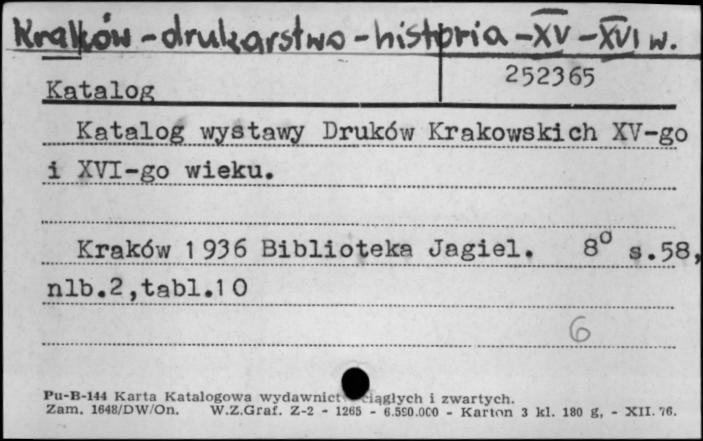 Kraków - drukarstwo - historia - XV - XVI w.
252365
Katalog
Katalog wystawy Druków Krakowskich XV-go
i XVI-go wieku.
Kraków 1936 Biblioteka Jagiel. 8° s.58,
nlb.2,tabl.10
6
Pu-B-144 Karta Katalogowa wydawnict ciągłych i zwartych.
Zam. 1648/DW/On. W.Z.Graf. Z-2 - 1265 - 6.500.000 - Karton 3 kl. 180 g, - XII. 76.